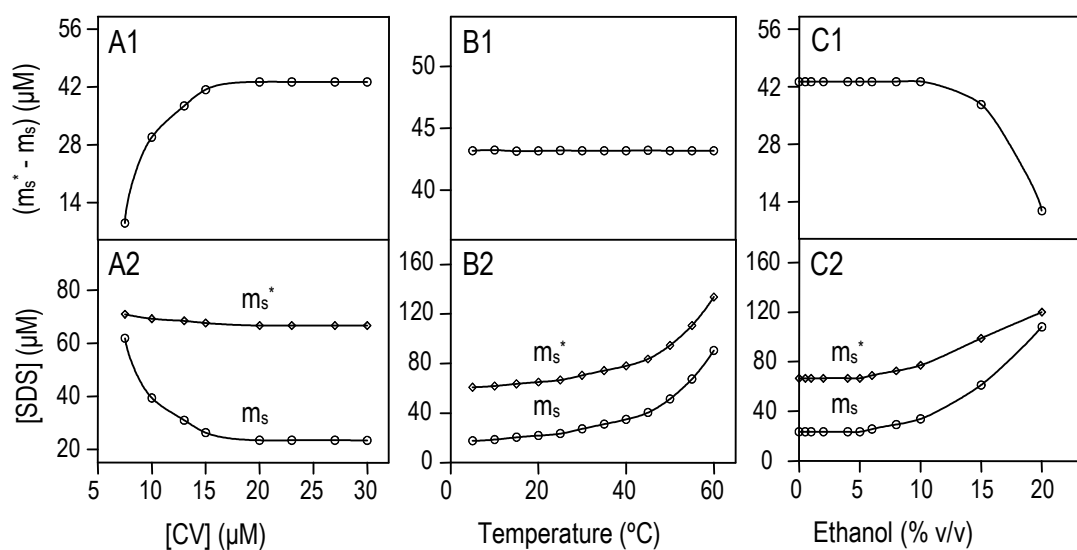 A1
B1
C1
(mₛ* - mₛ) (µM)
56
42
28
14
50
45
40
56
42
28
14
A2
B2
C2
[SDS] (µM)
80
60
40
20
160
120
80
40
0
160
120
80
40
0
mₛ*
mₛ
mₛ*
mₛ
mₛ*
mₛ
5 10 15 20 25 30
0 20 40 60
0 5 10 15 20
[CV] (µM)
Temperature (ºC)
Ethanol (% v/v)